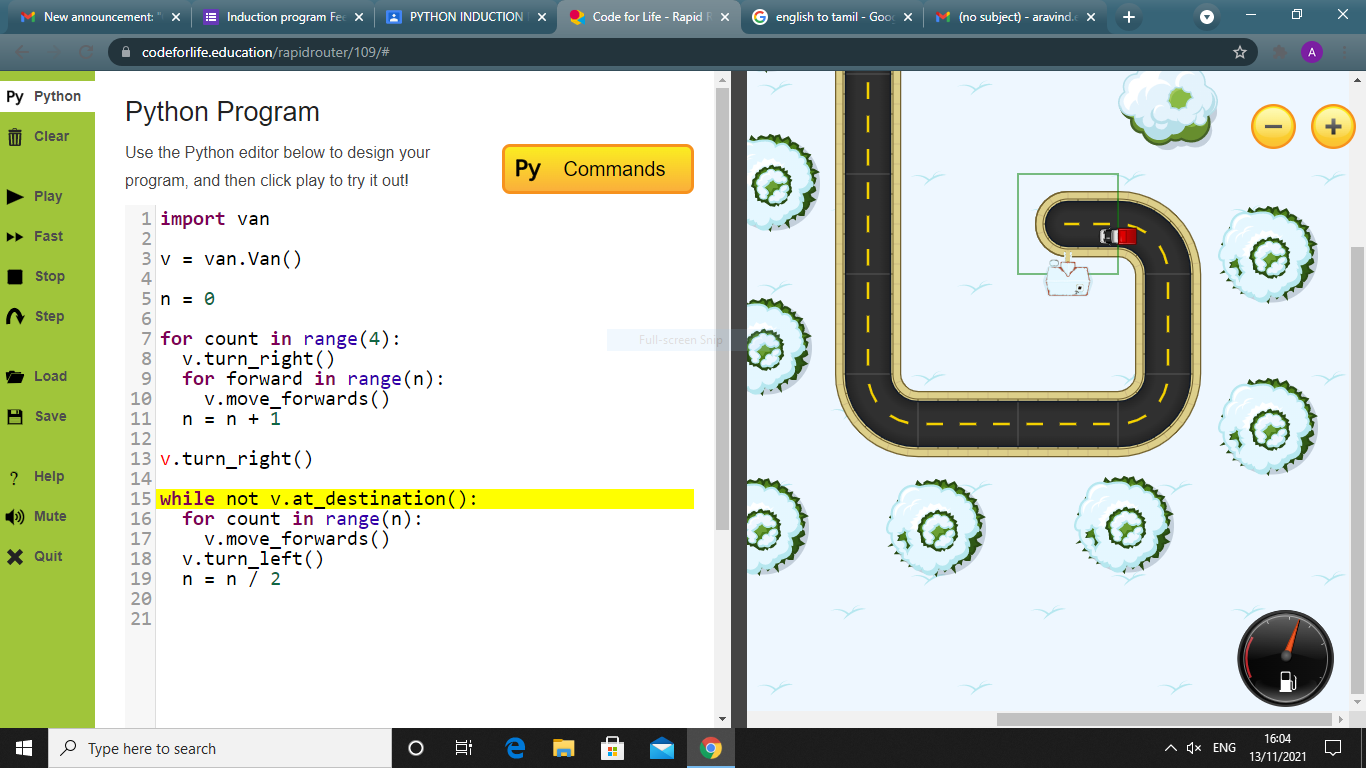 New announcement: "
Induction program Fee
PYTHON INDUCTION
Code for Life - Rapid R
english to tamil - Goo
(no subject) - aravind.
codeforlife.education/rapidrouter/109/#
A
Py Python
Clear
Play
Fast
Stop
Step
Load
Save
? Help
Mute
Quit
Python Program
Use the Python editor below to design your
program, and then click play to try it out!
Py Commands
1 import van
2
3 v = van.Van()
4
5 n = 0
6
7 for count in range(4):
8 v.turn_right()
9 for forward in range(n):
10 v.move_forwards()
11 n = n + 1
12
13 v.turn_right()
14
15 while not v.at_destination():
16 for count in range(n):
17 v.move_forwards()
18 v.turn_left()
19 n = n / 2
20
21
Full-screen Snip
Type here to search
ENG
16:04
13/11/2021